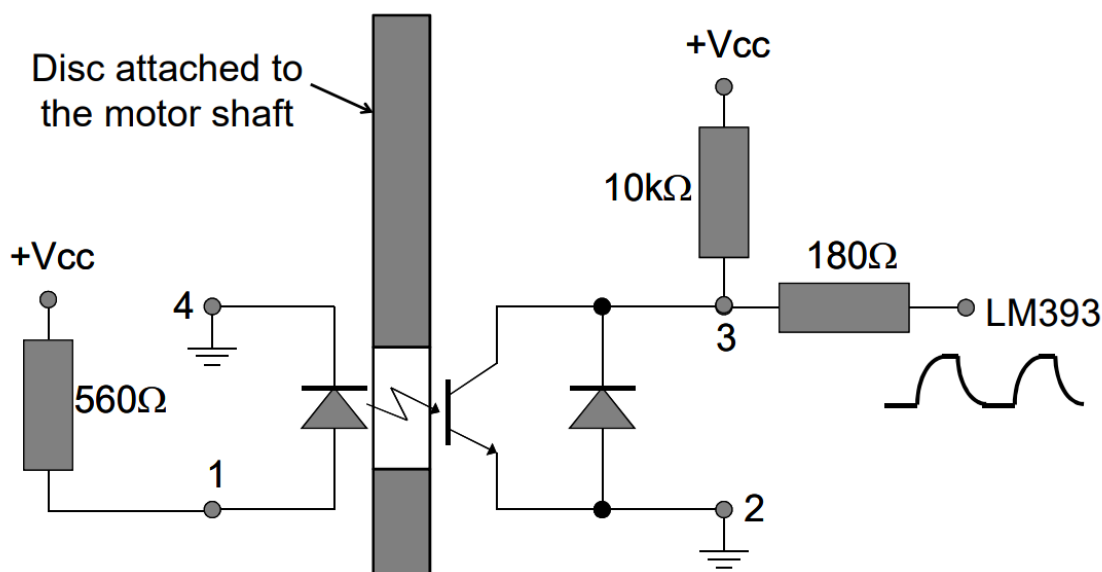 Disc attached to
the motor shaft
+Vcc
10kΩ
180Ω
+Vcc
4
3
LM393
560Ω
1
2